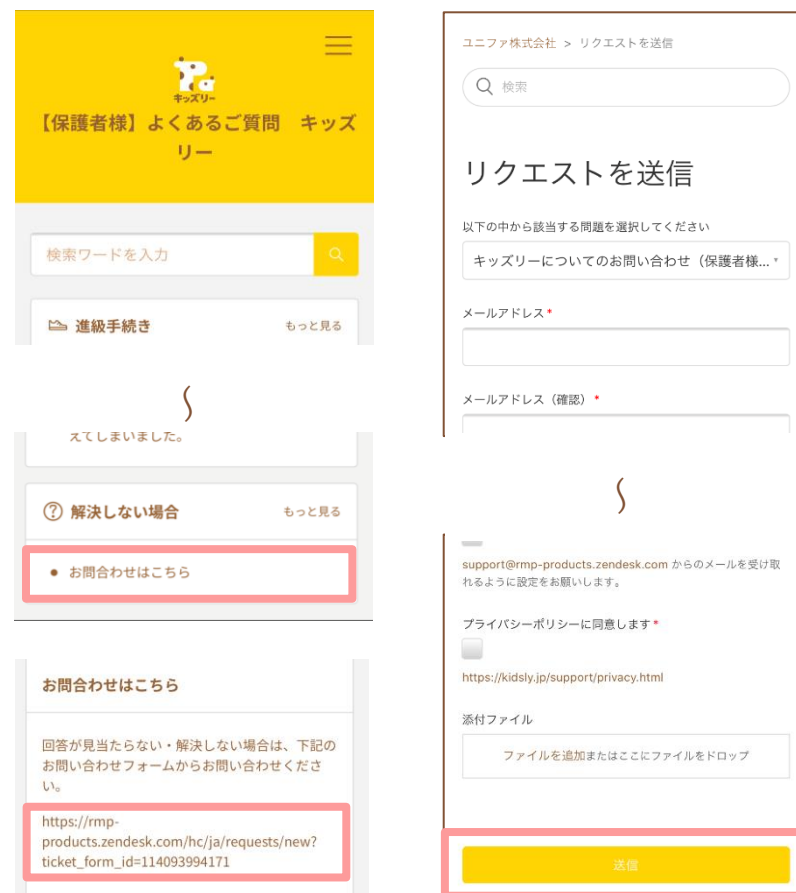 キッズリー
【保護者様】よくあるご質問　キッズ
リー
検索ワードを入力
進級手続き
もっと見る
えてしまいました。
解決しない場合
もっと見る
● お問合わせはこちら
お問合わせはこちら
回答が見当たらない・解決しない場合は、下記の
お問い合わせフォームからお問い合わせくださ
い。
https://rmp-
products.zendesk.com/hc/ja/requests/new?
ticket_form_id=114093994171
ユニファ株式会社 > リクエストを送信
検索
リクエストを送信
以下の中から該当する問題を選択してください
キッズリーについてのお問い合わせ（保護者様...
メールアドレス*
メールアドレス（確認）*
support@rmp-products.zendesk.com からのメールを受け取
れるように設定をお願いします。
プライバシーポリシーに同意します*
https://kidsly.jp/support/privacy.html
添付ファイル
ファイルを追加またはここにファイルをドロップ
送信